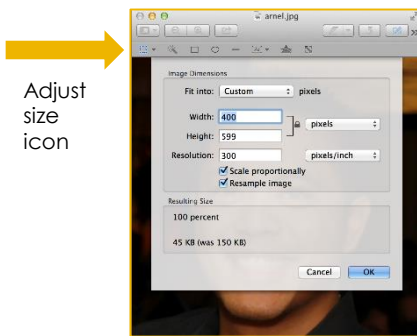 arnel.jpg
Adjust
size
icon
Image Dimensions
Fit into: Custom pixels
Width: 400
pixels
Height: 599
Resolution: 300 pixels/inch
Scale proportionally
Resample image
Resulting Size
100 percent
45 KB (was 150 KB)
Cancel OK